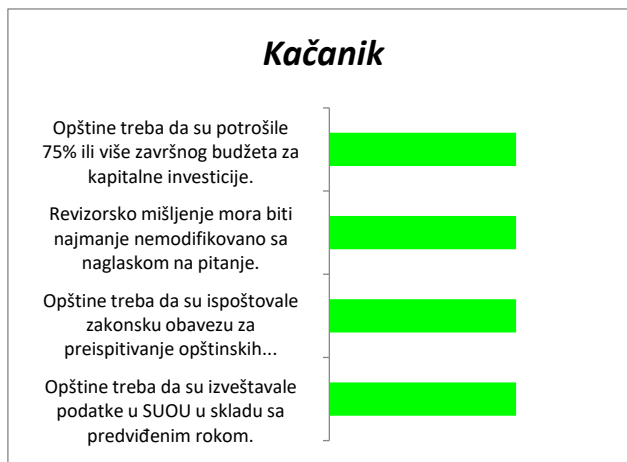 Kačanik
Opštine treba da su potrošile
75% ili više završnog budžeta za
kapitalne investicije.
Revizorsko mišljenje mora biti
najmanje nemodifikovano sa
naglaskom na pitanje.
Opštine treba da su ispoštovale
zakonsku obavezu za
preispitivanje opštinskih...
Opštine treba da su izveštavale
podatke u SUOU u skladu sa
predviđenim rokom.